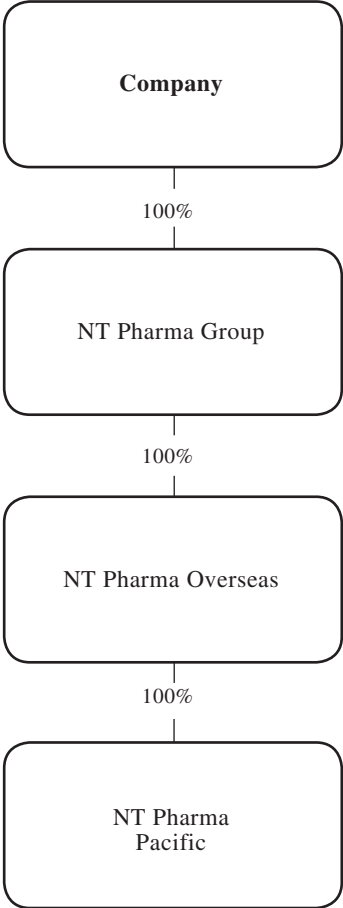 Company
100%
NT Pharma Group
100%
NT Pharma Overseas
100%
NT Pharma
Pacific